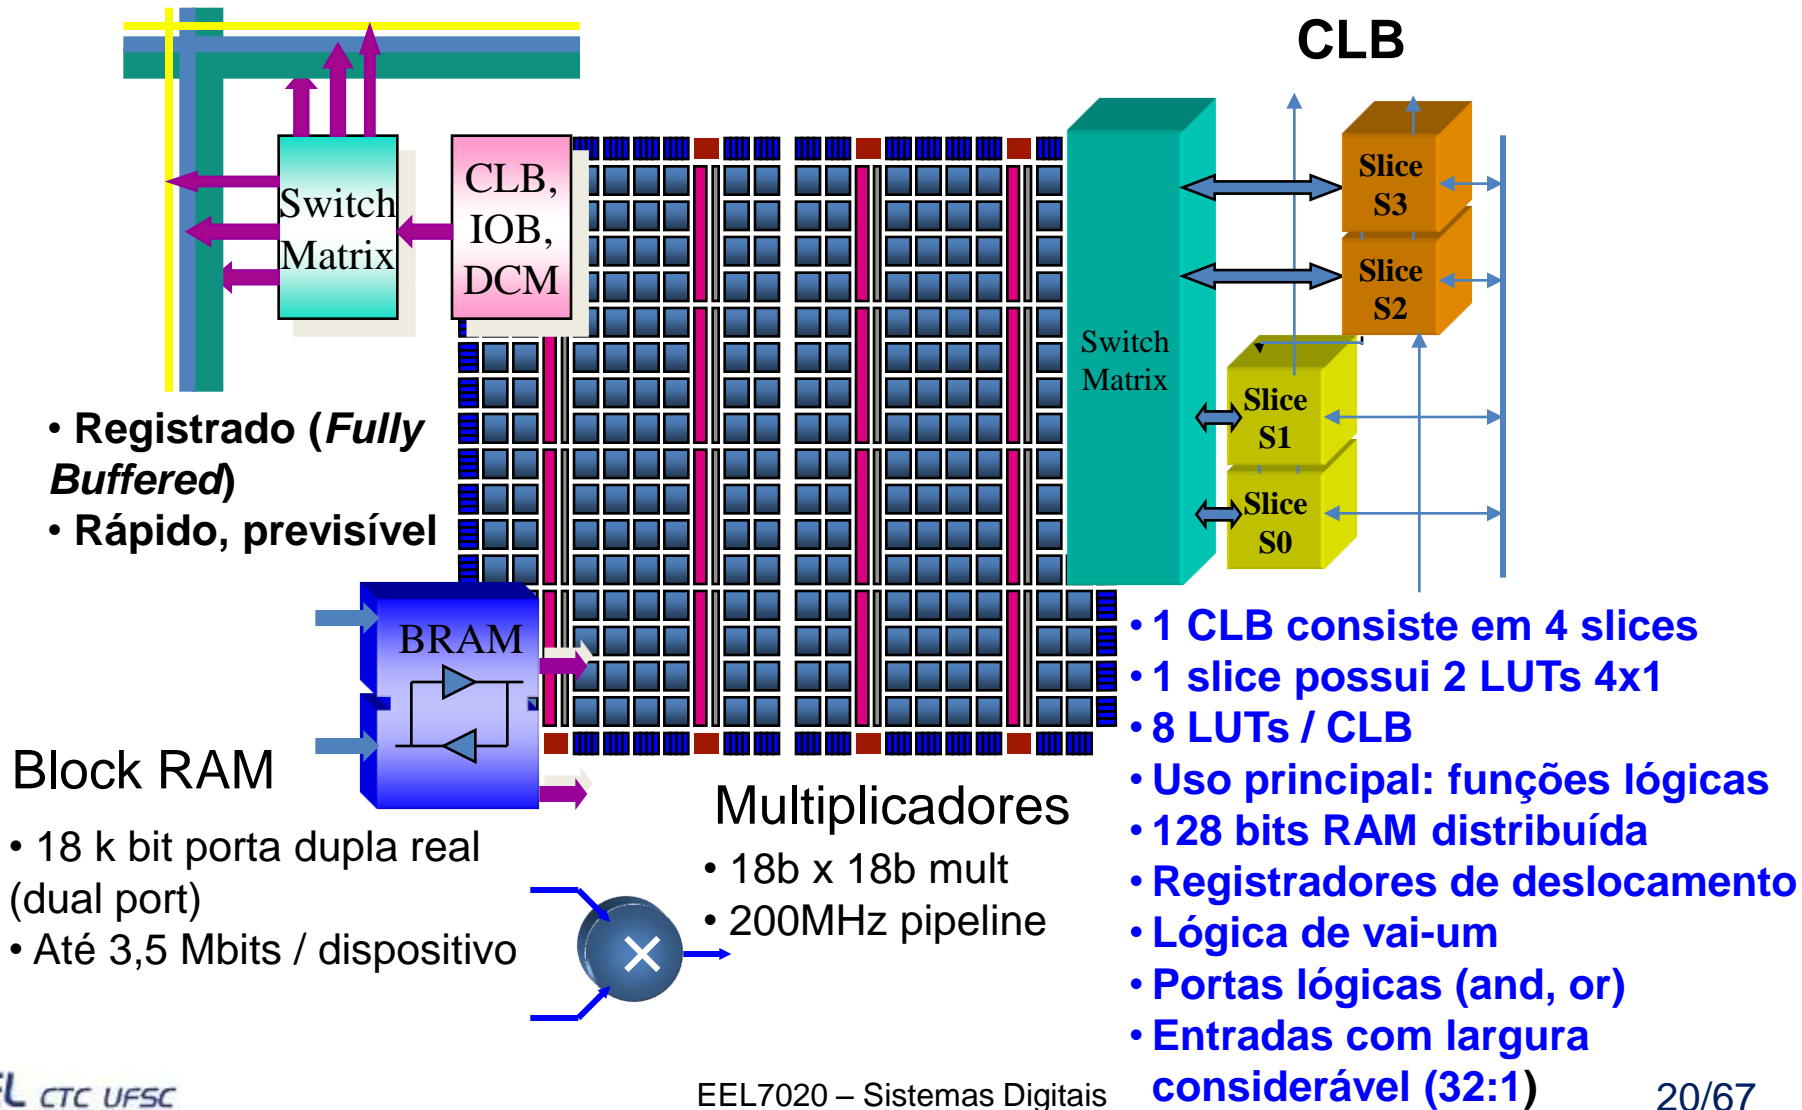 CLB
Switch
Matrix
CLB,
IOB,
DCM
Slice
S3
Slice
S2
Switch
Matrix
Slice
S1
Slice
S0
• Registrado (Fully
Buffered)
• Rápido, previsível
BRAM
Block RAM
• 18 k bit porta dupla real
(dual port)
• Até 3,5 Mbits / dispositivo
Multiplicadores
• 18b x 18b mult
• 200MHz pipeline
×
• 1 CLB consiste em 4 slices
• 1 slice possui 2 LUTs 4x1
• 8 LUTs / CLB
• Uso principal: funções lógicas
• 128 bits RAM distribuída
• Registradores de deslocamento
• Lógica de vai-um
• Portas lógicas (and, or)
• Entradas com largura
considerável (32:1)
EL CTC UFSC
EEL7020 – Sistemas Digitais
20/67